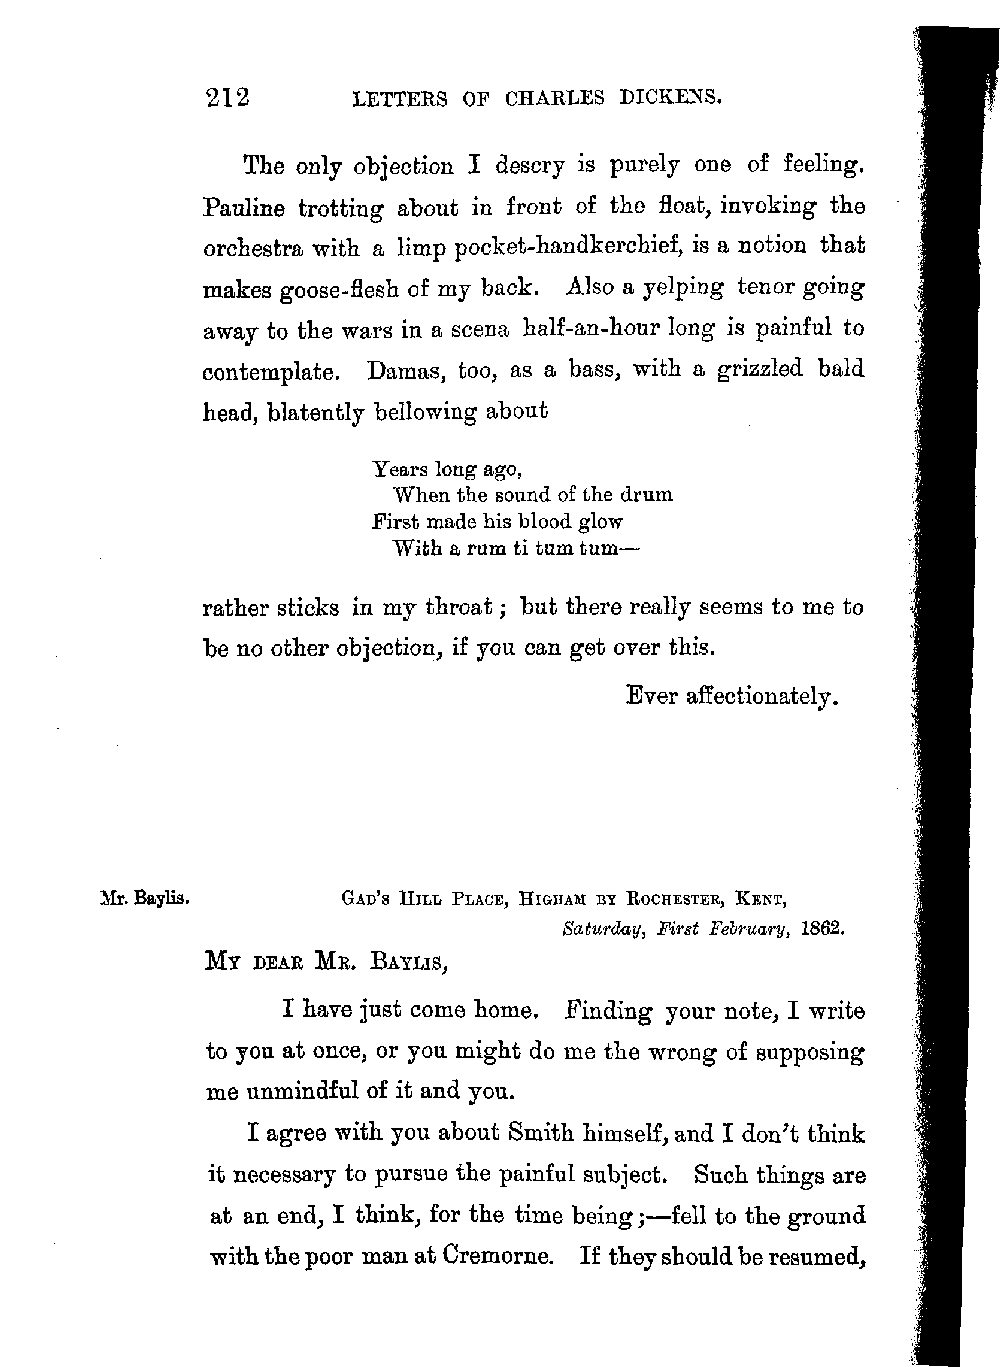 212 LETTERS OF CHARLES DICKENS.
The only objection I descry is purely one of feeling.
Pauline trotting about in front of the float, invoking the
orchestra with a limp pocket-handkerchief, is a notion that
makes goose-flesh of my back. Also a yelping tenor going
away to the wars in a scena half-an-hour long is painful to
contemplate. Damas, too, as a bass, with a grizzled bald
head, blatently bellowing about
Years long ago,
When the sound of the drum
First made his blood glow
With a rum ti tum tum—
rather sticks in my throat; but there really seems to me to
be no other objection, if you can get over this.
Ever affectionately.
Mr. Baylis.
GAD'S HILL PLACE, HIGHAM BY ROCHESTER, KENT,
Saturday, First February, 1862.
MY DEAR MR. BAYLIS,
I have just come home. Finding your note, I write
to you at once, or you might do me the wrong of supposing
me unmindful of it and you.
I agree with you about Smith himself, and I don't think
it necessary to pursue the painful subject. Such things are
at an end, I think, for the time being;—fell to the ground
with the poor man at Cremorne. If they should be resumed,